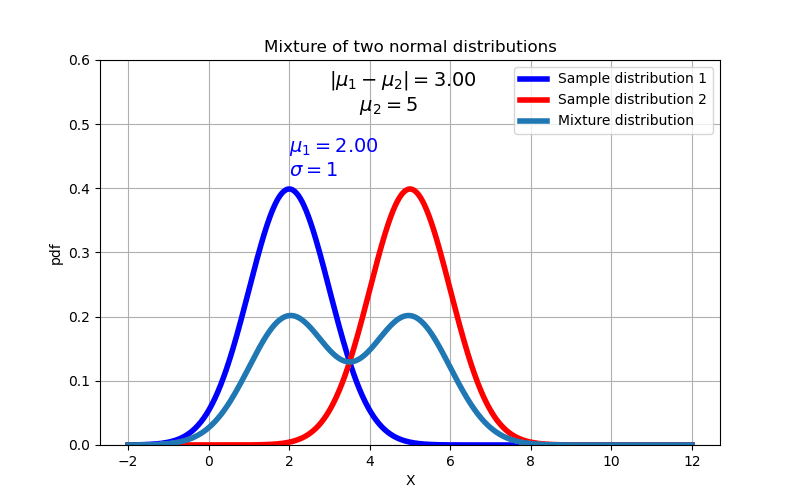 Mixture of two normal distributions
|μ₁ − μ₂| = 3.00
μ₂ = 5
Sample distribution 1
Sample distribution 2
Mixture distribution
μ₁ = 2.00
σ = 1
pdf
0.6
0.5
0.4
0.3
0.2
0.1
0.0
−2 0 2 4 6 8 10 12
X